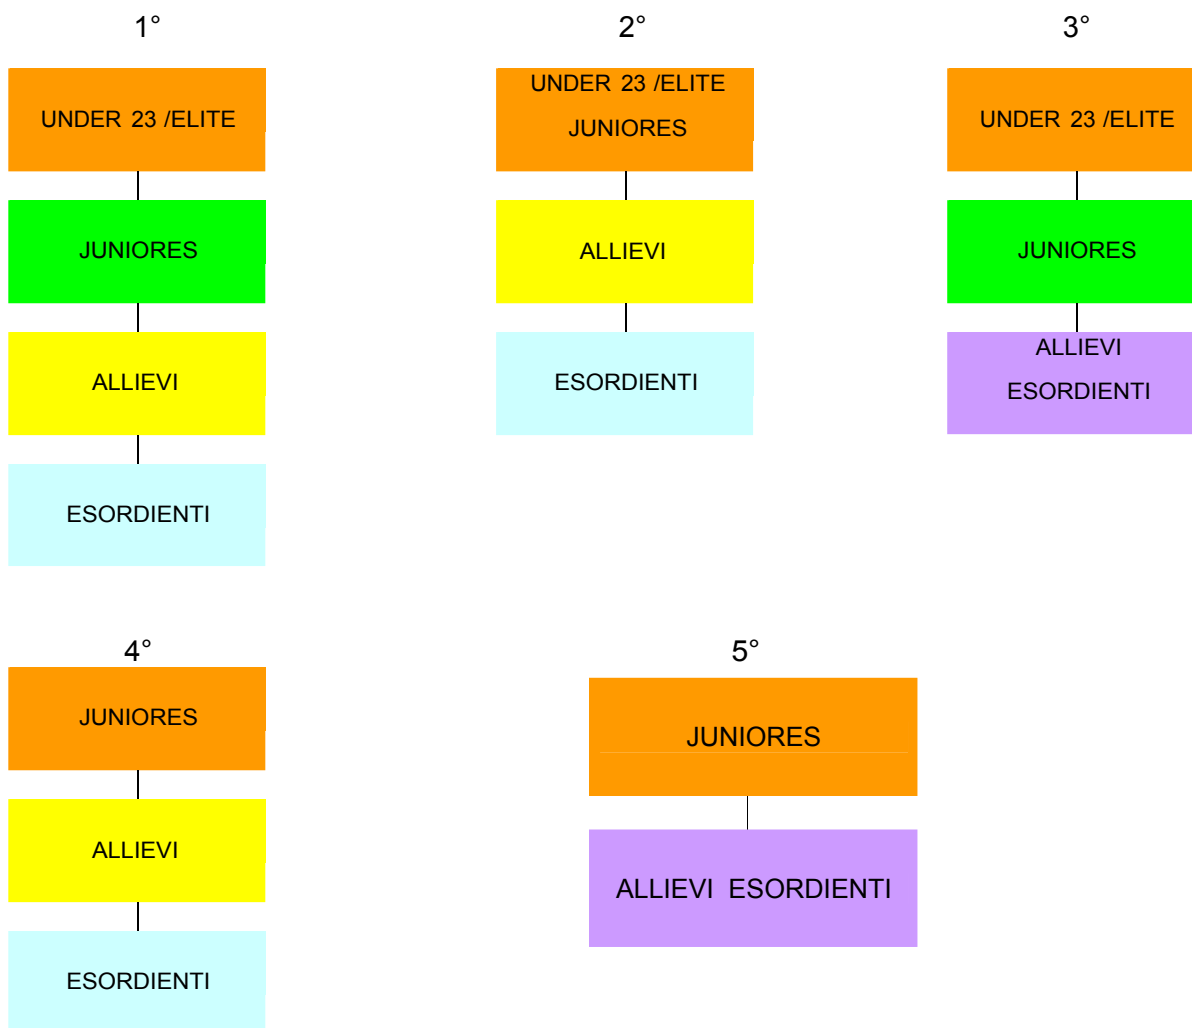 1°
UNDER 23 /ELITE
JUNIORES
ALLIEVI
ESORDIENTI
2°
UNDER 23 /ELITE
JUNIORES
ALLIEVI
ESORDIENTI
3°
UNDER 23 /ELITE
JUNIORES
ALLIEVI
ESORDIENTI
4°
JUNIORES
ALLIEVI
ESORDIENTI
5°
JUNIORES
ALLIEVI ESORDIENTI